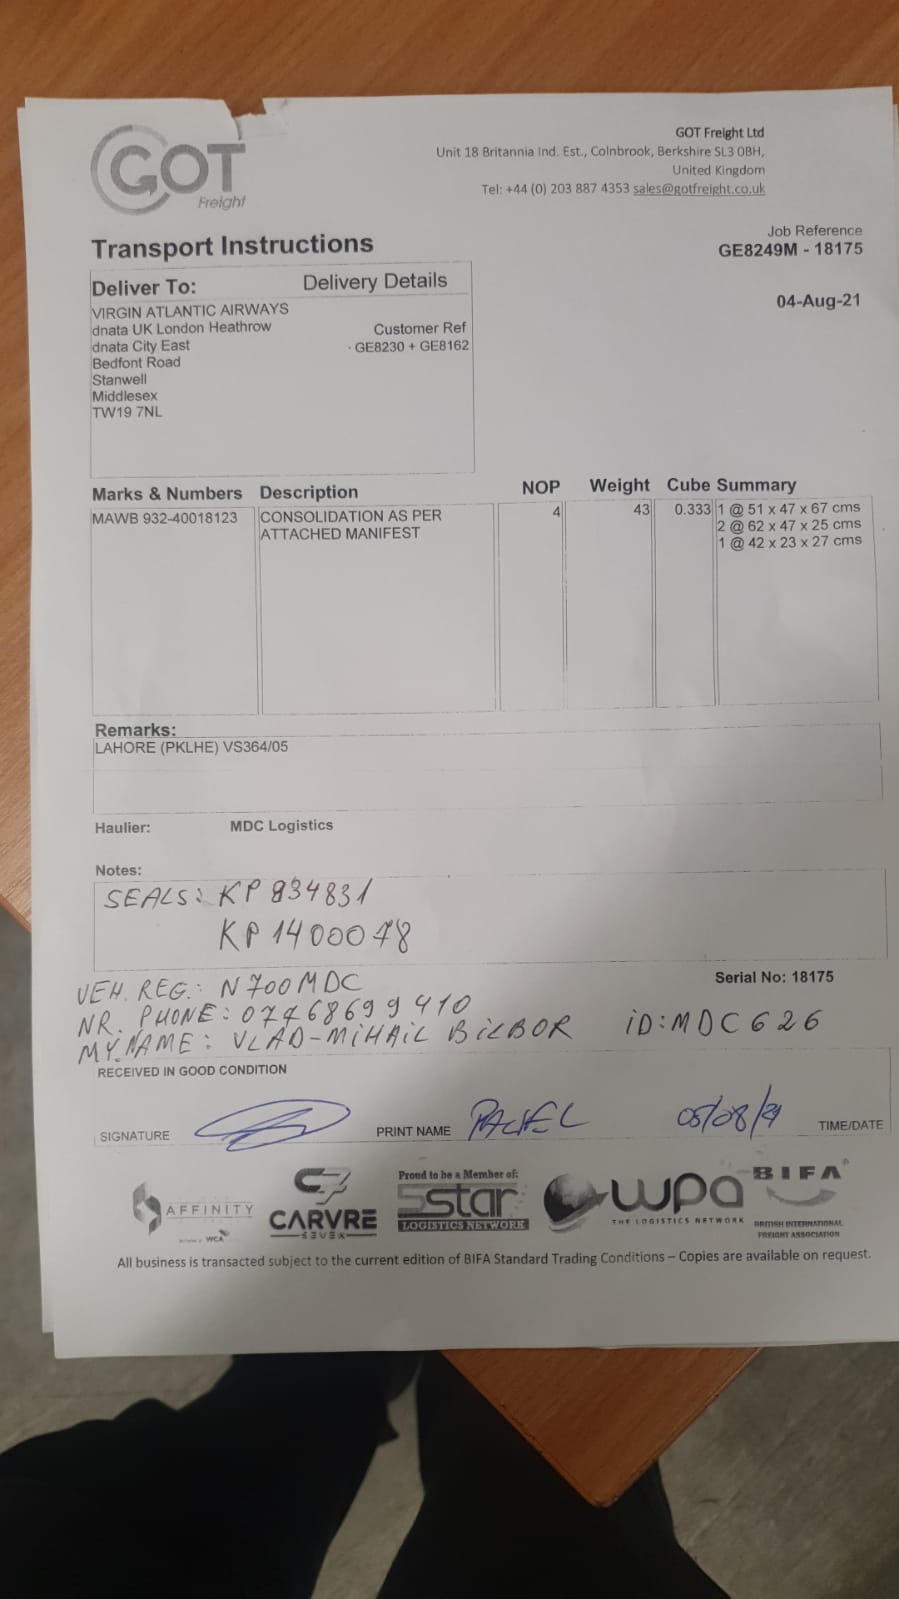 GOT
Freight
GOT Freight Ltd
Unit 18 Britannia Ind. Est., Colnbrook, Berkshire SL3 0BH,
United Kingdom
Tel: +44 (0) 203 887 4353 sales@gotfreight.co.uk
Transport Instructions
Job Reference
GE8249M - 18175
04-Aug-21
Deliver To: Delivery Details
VIRGIN ATLANTIC AIRWAYS
dnata UK London Heathrow Customer Ref
dnata City East GE8230 + GE8162
Bedfont Road
Stanwell
Middlesex
TW19 7NL
Marks & Numbers Description NOP Weight Cube Summary
MAWB 932-40018123 CONSOLIDATION AS PER 4 43 0.333 1 @ 51 x 47 x 67 cms
ATTACHED MANIFEST 2 @ 62 x 47 x 25 cms
1 @ 42 x 23 x 27 cms
Remarks:
LAHORE (PKLHE) VS364/05
Haulier: MDC Logistics
Notes:
SEALS: KP 834831
KP 1400078
Serial No: 18175
VEH. REG.: N700MDC
NR. PHONE: 07768699410
MY NAME: VLAD-MIHAIL BILBOR ID: MDC626
RECEIVED IN GOOD CONDITION
SIGNATURE PRINT NAME 05/08/21 TIME/DATE
AFFINITY
WCA
CARVRE
SEVEN
Proud to be a Member of:
5star
LOGISTICS NETWORK
wpa
THE LOGISTICS NETWORK
BIFA
BRITISH INTERNATIONAL
FREIGHT ASSOCIATION
All business is transacted subject to the current edition of BIFA Standard Trading Conditions – Copies are available on request.